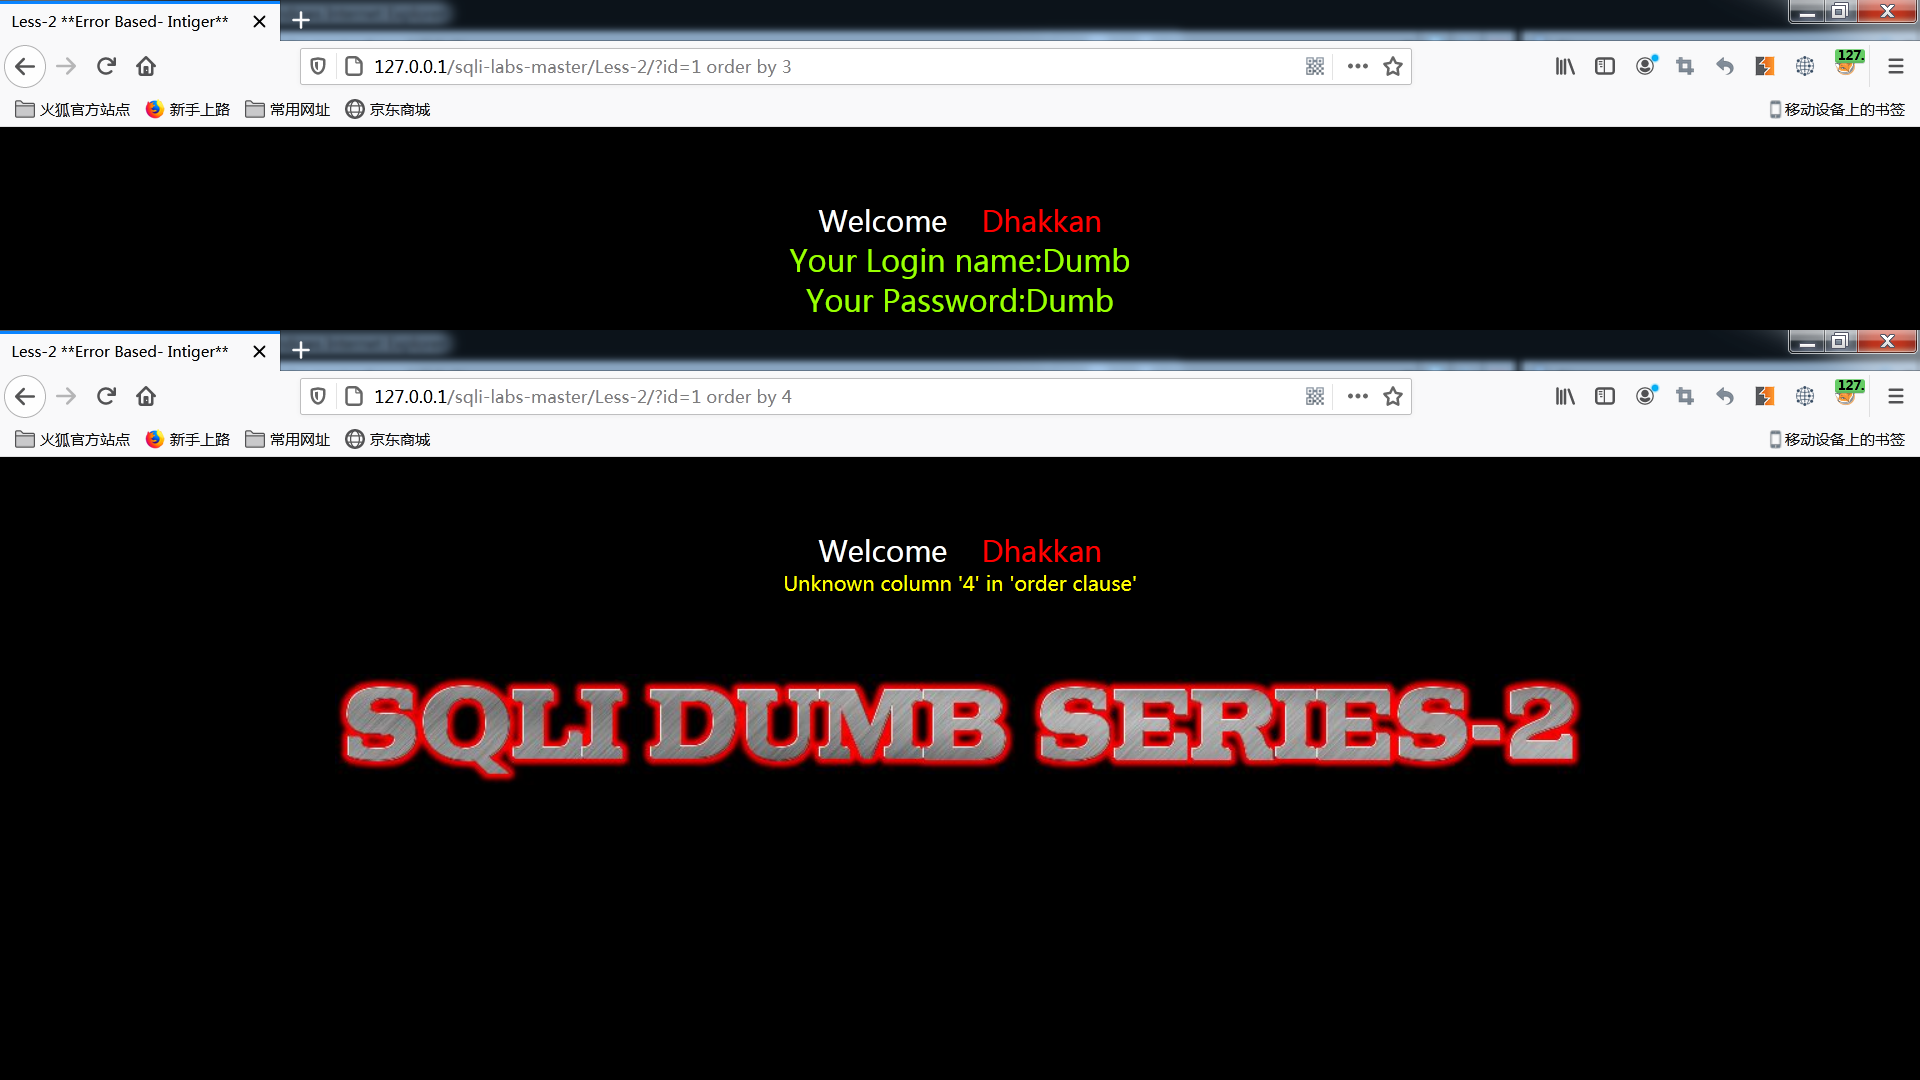 Less-2 **Error Based- Intiger**
127.0.0.1/sqli-labs-master/Less-2/?id=1 order by 3
127.
火狐官方站点 新手上路 常用网址 京东商城 移动设备上的书签
Welcome Dhakkan
Your Login name:Dumb
Your Password:Dumb
Less-2 **Error Based- Intiger**
127.0.0.1/sqli-labs-master/Less-2/?id=1 order by 4
127.
火狐官方站点 新手上路 常用网址 京东商城 移动设备上的书签
Welcome Dhakkan
Unknown column '4' in 'order clause'
SQLI DUMB SERIES-2